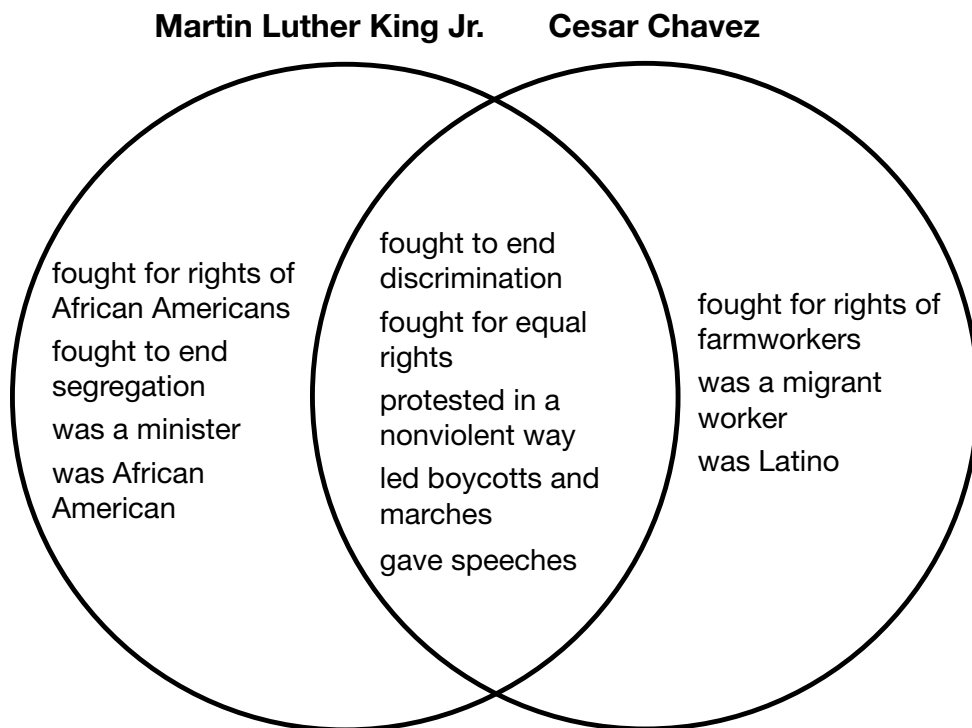 Martin Luther King Jr.
Cesar Chavez
fought for rights of
African Americans
fought to end
segregation
was a minister
was African
American
fought to end
discrimination
fought for equal
rights
protested in a
nonviolent way
led boycotts and
marches
gave speeches
fought for rights of
farmworkers
was a migrant
worker
was Latino